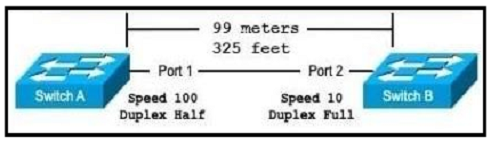 99 meters
325 feet
Port 1
Port 2
Switch A
Speed 100
Duplex Half
Speed 10
Duplex Full
Switch B